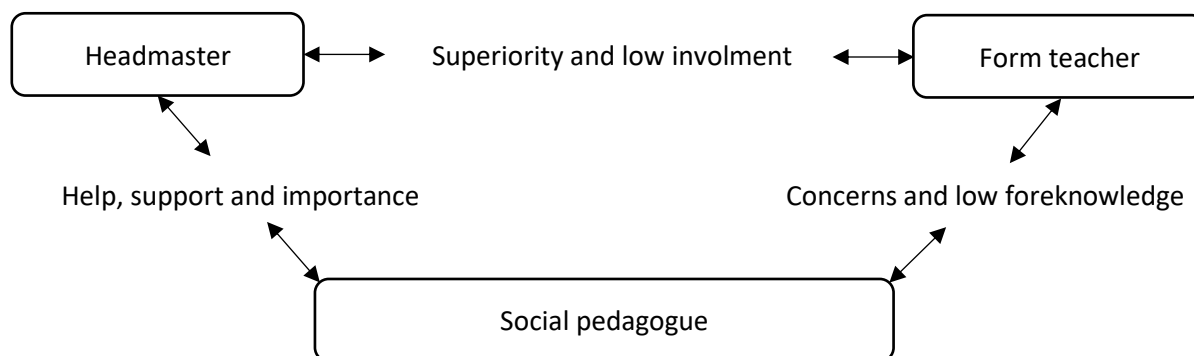 Headmaster
Superiority and low involment
Form teacher
Help, support and importance
Concerns and low foreknowledge
Social pedagogue